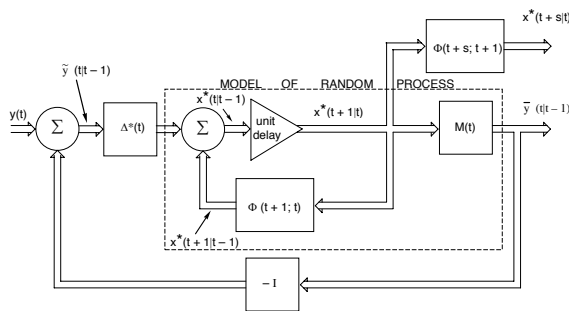 x*(t + s|t)
Φ(t + s; t + 1)
ỹ (t|t – 1)
MODEL OF RANDOM PROCESS
x*(t|t–1)
y(t)
Σ
Δ*(t)
Σ
unit
delay
x*(t + 1|t)
M(t)
ȳ (t|t – 1)
Φ (t + 1; t)
x*(t + 1|t – 1)
– I